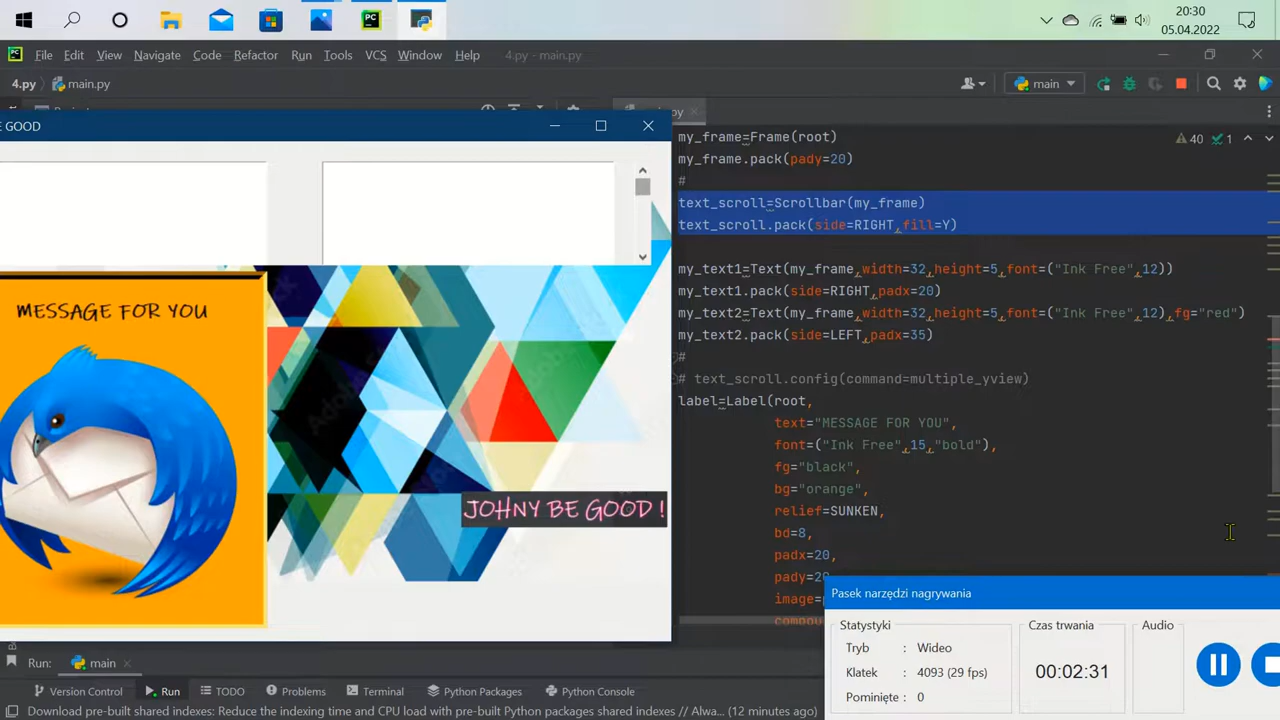 20:30
05.04.2022
File Edit View Navigate Code Refactor Run Tools VCS Window Help 4.py - main.py
4.py main.py main
E GOOD
my_frame=Frame(root)
my_frame.pack(pady=20)
#
text_scroll=Scrollbar(my_frame)
text_scroll.pack(side=RIGHT,fill=Y)
my_text1=Text(my_frame,width=32,height=5,font=("Ink Free",12))
my_text1.pack(side=RIGHT,padx=20)
my_text2=Text(my_frame,width=32,height=5,font=("Ink Free",12),fg="red")
my_text2.pack(side=LEFT,padx=35)
#
# text_scroll.config(command=multiple_yview)
label=Label(root,
text="MESSAGE FOR YOU",
font=("Ink Free",15,"bold"),
fg="black",
bg="orange",
relief=SUNKEN,
bd=8,
padx=20,
pady=20
image=
40 1
MESSAGE FOR YOU
JOHNY BE GOOD !
Pasek narzędzi nagrywania
Statystyki
Tryb : Wideo
Klatek : 4093 (29 fps)
Pominięte : 0
Czas trwania
00:02:31
Audio
Run: main
Version Control Run TODO Problems Terminal Python Packages Python Console
Download pre-built shared indexes: Reduce the indexing time and CPU load with pre-built Python packages shared indexes // Alwa... (12 minutes ago)